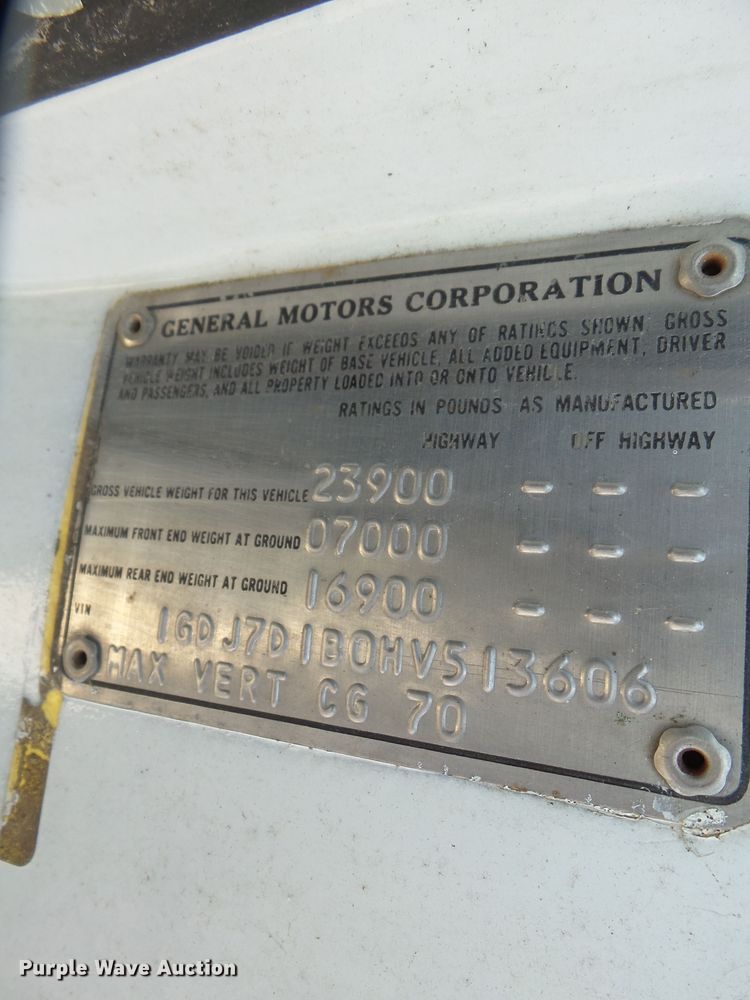 GENERAL MOTORS CORPORATION
WARRANTY MAY BE VOIDED IF WEIGHT EXCEEDS ANY OF RATINGS SHOWN. GROSS
VEHICLE WEIGHT INCLUDES WEIGHT OF BASE VEHICLE, ALL ADDED EQUIPMENT, DRIVER
AND PASSENGERS, AND ALL PROPERTY LOADED INTO OR ONTO VEHICLE.
RATINGS IN POUNDS AS MANUFACTURED
HIGHWAY OFF HIGHWAY
GROSS VEHICLE WEIGHT FOR THIS VEHICLE 23900 - - -
MAXIMUM FRONT END WEIGHT AT GROUND 07000 - - -
MAXIMUM REAR END WEIGHT AT GROUND 16900 - - -
VIN 1GDJ7D1B0HV513606
MAX VERT CG 70
Purple Wave Auction